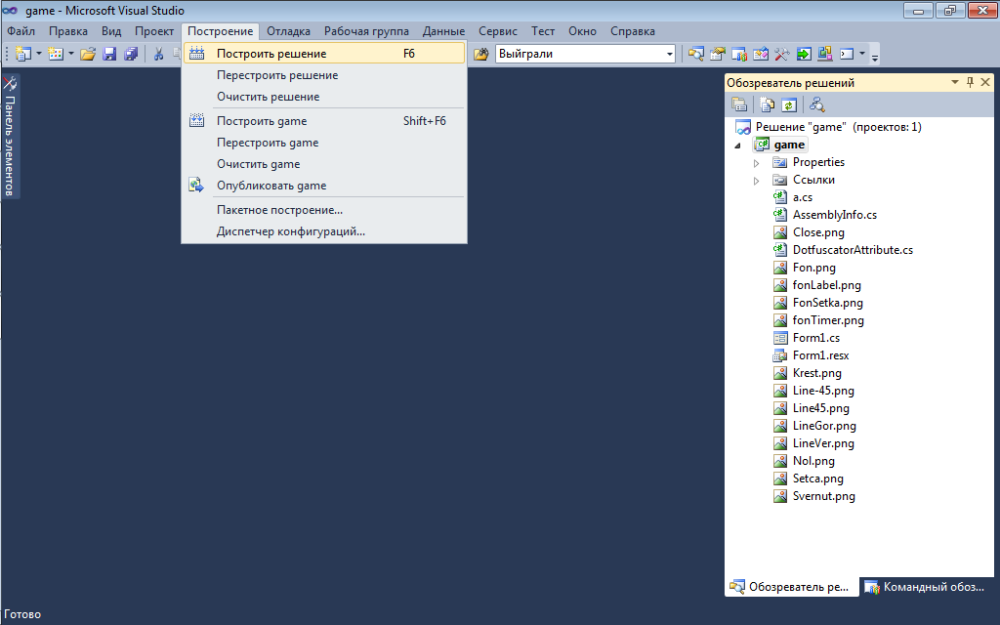 game - Microsoft Visual Studio
Файл Правка Вид Проект Построение Отладка Рабочая группа Данные Сервис Тест Окно Справка
Выйграли
Построить решение F6
Перестроить решение
Очистить решение
Построить game Shift+F6
Перестроить game
Очистить game
Опубликовать game
Пакетное построение...
Диспетчер конфигураций...
Панель элементов
Обозреватель решений
Решение "game" (проектов: 1)
game
Properties
Ссылки
a.cs
AssemblyInfo.cs
Close.png
DotfuscatorAttribute.cs
Fon.png
fonLabel.png
FonSetka.png
fonTimer.png
Form1.cs
Form1.resx
Krest.png
Line-45.png
Line45.png
LineGor.png
LineVer.png
Nol.png
Setca.png
Svernut.png
Обозреватель ре... Командный обоз...
Готово